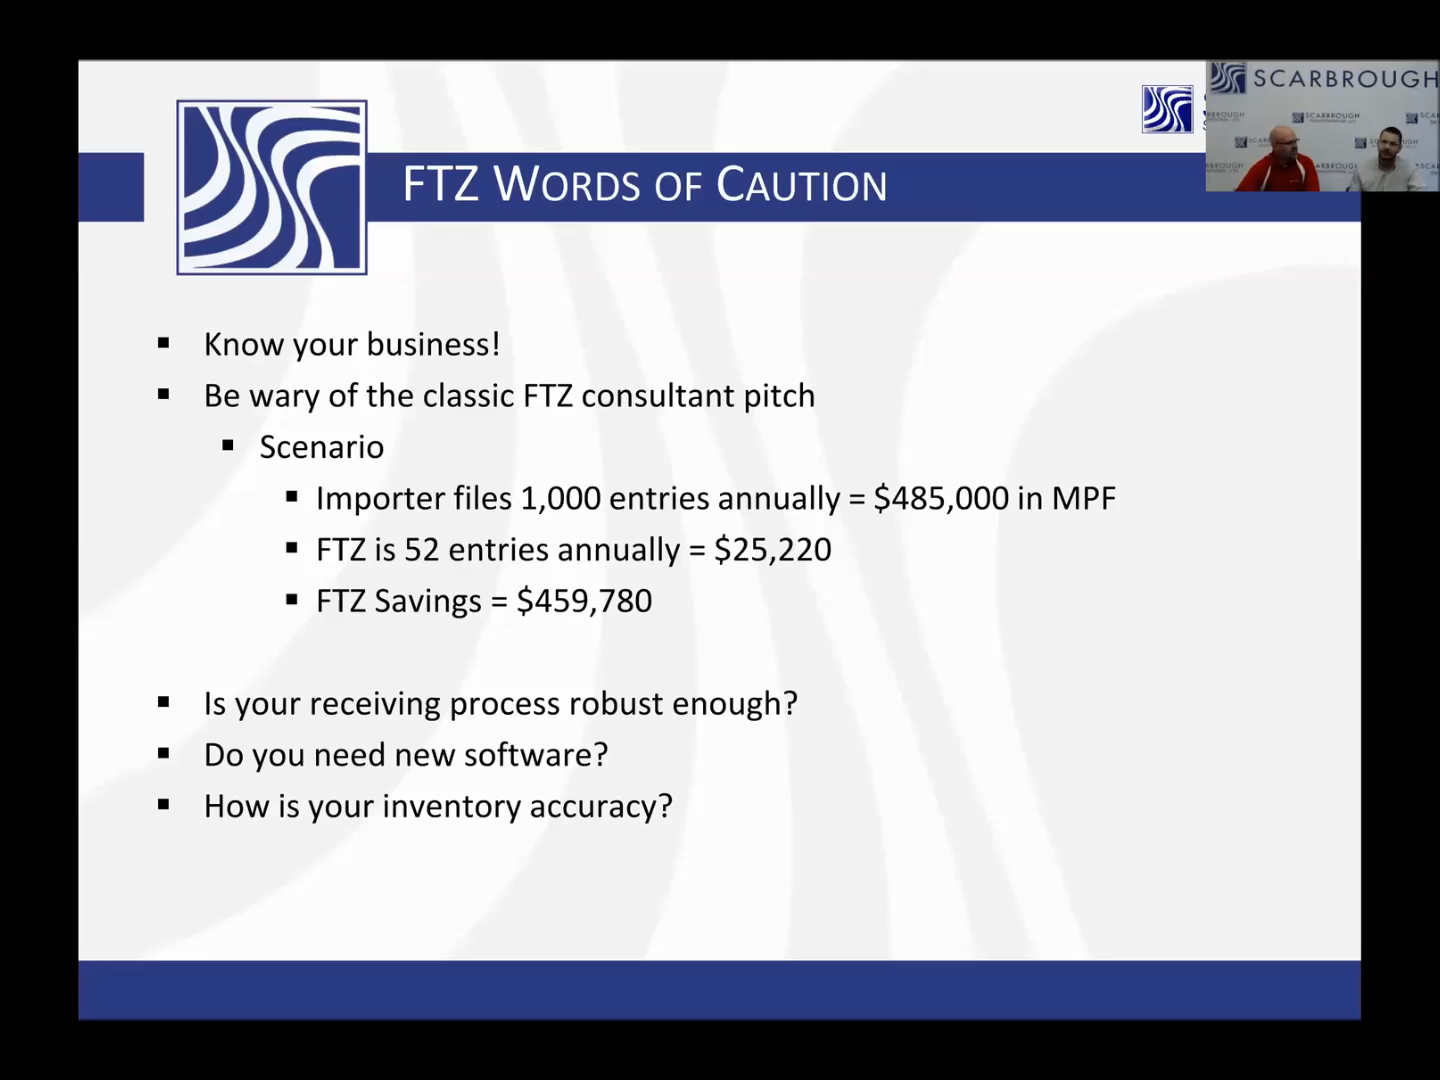 SCARBROUGH
SCARBROUGH
FTZ WORDS OF CAUTION
▪ Know your business!
▪ Be wary of the classic FTZ consultant pitch
▪ Scenario
▪ Importer files 1,000 entries annually = $485,000 in MPF
▪ FTZ is 52 entries annually = $25,220
▪ FTZ Savings = $459,780
▪ Is your receiving process robust enough?
▪ Do you need new software?
▪ How is your inventory accuracy?